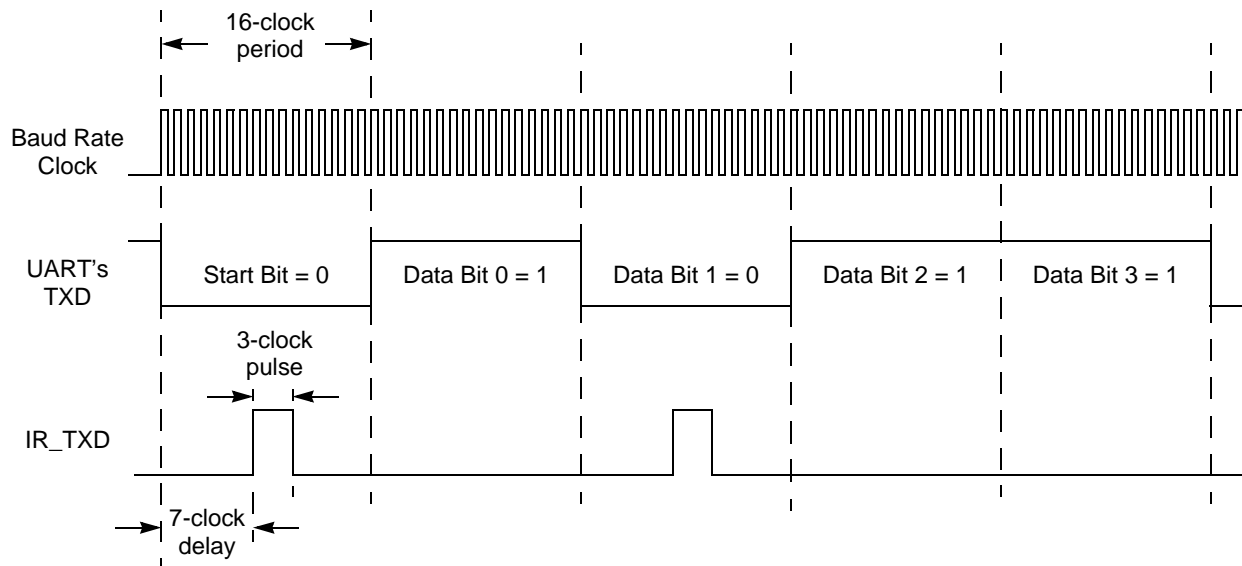 16-clock
period
Baud Rate
Clock
UART's
TXD
Start Bit = 0
Data Bit 0 = 1
Data Bit 1 = 0
Data Bit 2 = 1
Data Bit 3 = 1
3-clock
pulse
IR_TXD
7-clock
delay